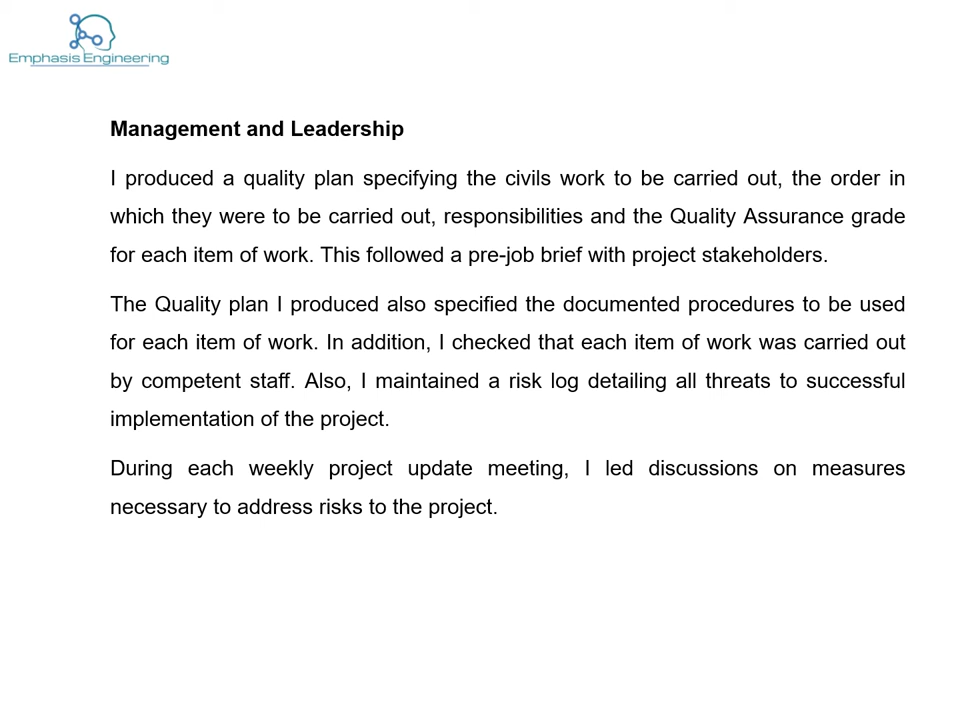 Emphasis Engineering
Management and Leadership
I produced a quality plan specifying the civils work to be carried out, the order in
which they were to be carried out, responsibilities and the Quality Assurance grade
for each item of work. This followed a pre-job brief with project stakeholders.
The Quality plan I produced also specified the documented procedures to be used
for each item of work. In addition, I checked that each item of work was carried out
by competent staff. Also, I maintained a risk log detailing all threats to successful
implementation of the project.
During each weekly project update meeting, I led discussions on measures
necessary to address risks to the project.